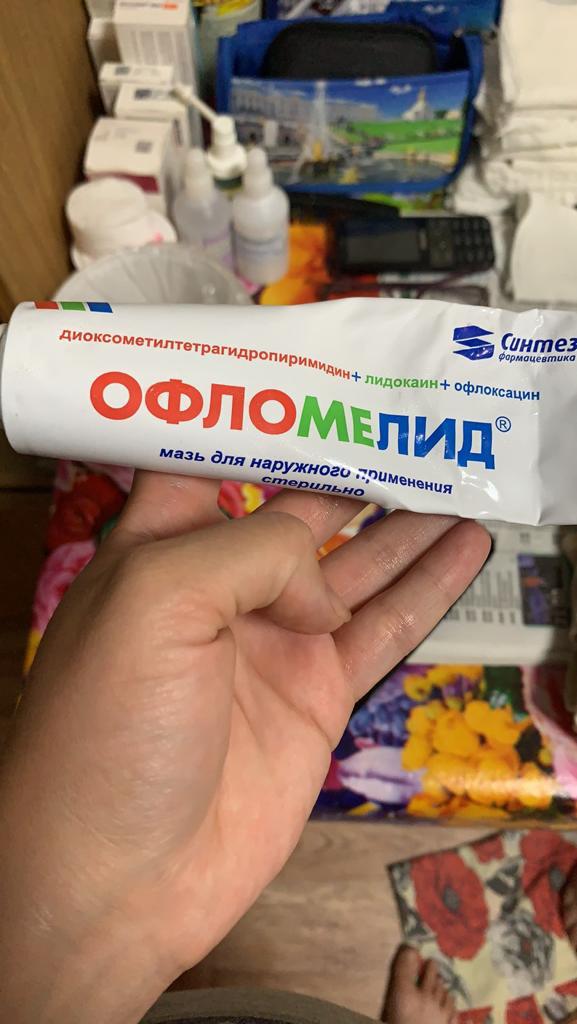 Синтез
фармацевтика
диоксометилтетрагидропиримидин + лидокаин + офлоксацин
ОФЛОМЕЛИД®
мазь для наружного применения
стерильно